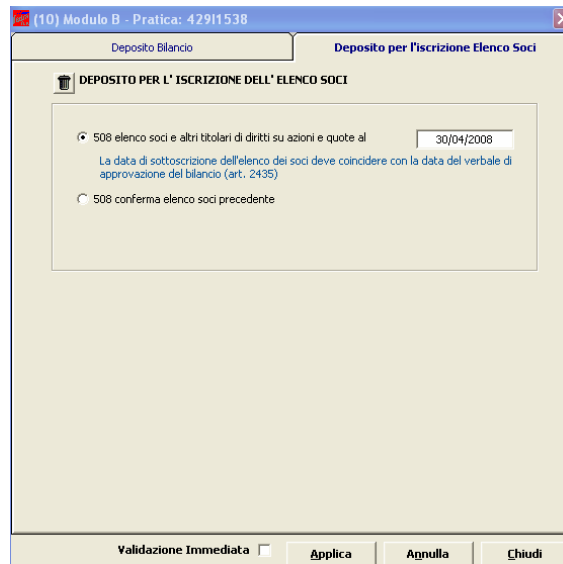 (10) Modulo B - Pratica: 429I1538
Deposito Bilancio
Deposito per l'iscrizione Elenco Soci
DEPOSITO PER L' ISCRIZIONE DELL' ELENCO SOCI
508 elenco soci e altri titolari di diritti su azioni e quote al
30/04/2008
La data di sottoscrizione dell'elenco dei soci deve coincidere con la data del verbale di
approvazione del bilancio (art. 2435)
508 conferma elenco soci precedente
Validazione Immediata
Applica
Annulla
Chiudi